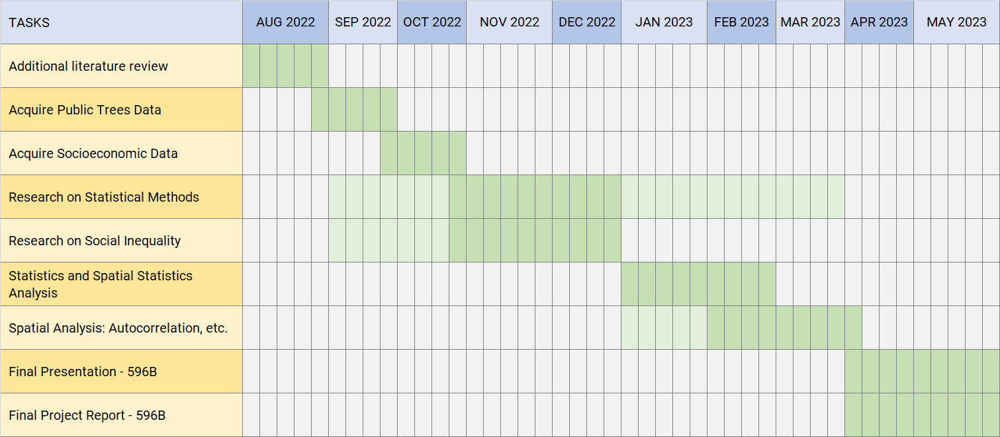 TASKS AUG 2022 SEP 2022 OCT 2022 NOV 2022 DEC 2022 JAN 2023 FEB 2023 MAR 2023 APR 2023 MAY 2023
Additional literature review
Acquire Public Trees Data
Acquire Socioeconomic Data
Research on Statistical Methods
Research on Social Inequality
Statistics and Spatial Statistics
Analysis
Spatial Analysis: Autocorrelation, etc.
Final Presentation - 596B
Final Project Report - 596B